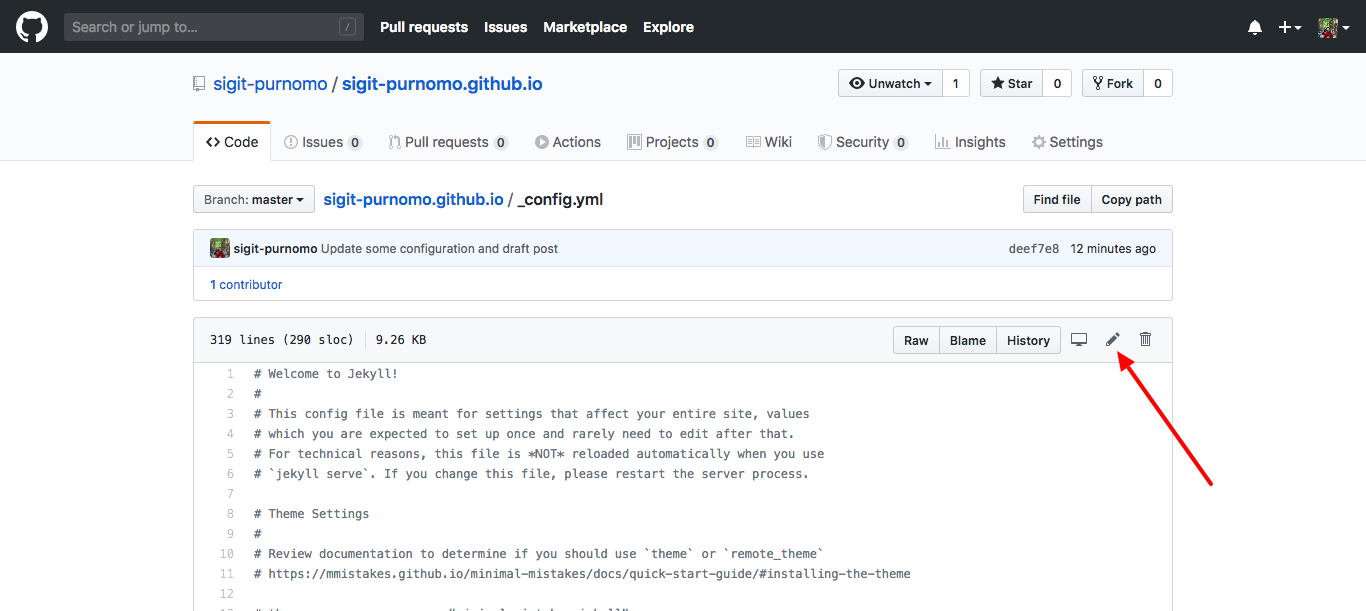 Search or jump to... / Pull requests Issues Marketplace Explore
sigit-purnomo / sigit-purnomo.github.io Unwatch 1 Star 0 Fork 0
Code Issues 0 Pull requests 0 Actions Projects 0 Wiki Security 0 Insights Settings
Branch: master sigit-purnomo.github.io / _config.yml Find file Copy path
sigit-purnomo Update some configuration and draft post deef7e8 12 minutes ago
1 contributor
319 lines (290 sloc) 9.26 KB Raw Blame History
1 # Welcome to Jekyll!
2 #
3 # This config file is meant for settings that affect your entire site, values
4 # which you are expected to set up once and rarely need to edit after that.
5 # For technical reasons, this file is *NOT* reloaded automatically when you use
6 # `jekyll serve`. If you change this file, please restart the server process.
7
8 # Theme Settings
9 #
10 # Review documentation to determine if you should use `theme` or `remote_theme`
11 # https://mmistakes.github.io/minimal-mistakes/docs/quick-start-guide/#installing-the-theme
12